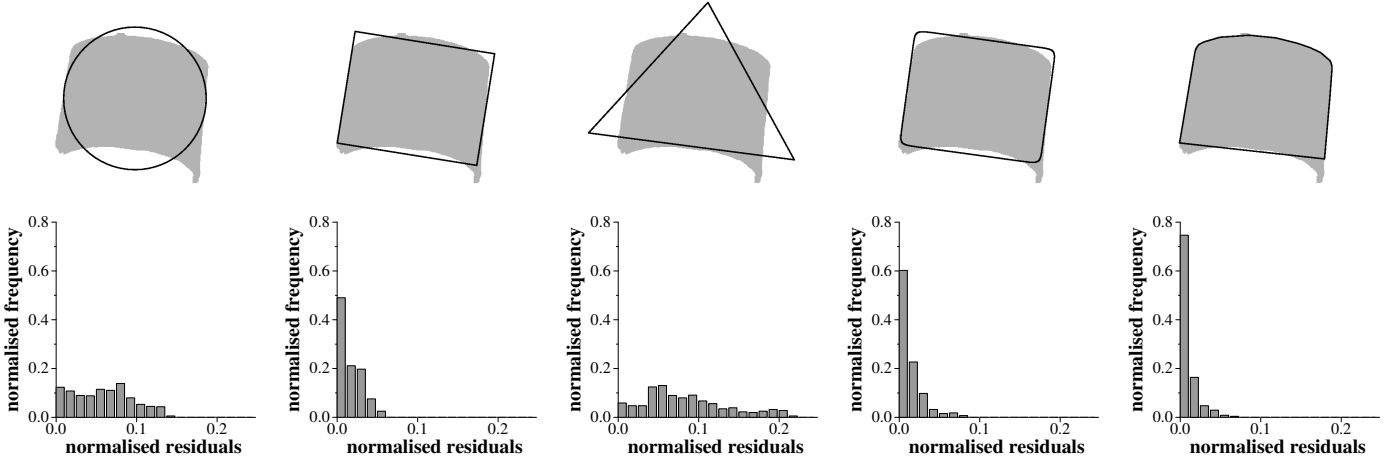 0.8 0.8 0.8 0.8 0.8
0.6 0.6 0.6 0.6 0.6
0.4 0.4 0.4 0.4 0.4
0.2 0.2 0.2 0.2 0.2
0.0 0.0 0.0 0.0 0.0
normalised frequency normalised frequency normalised frequency normalised frequency normalised frequency
0.0 0.1 0.2 0.0 0.1 0.2 0.0 0.1 0.2 0.0 0.1 0.2 0.0 0.1 0.2
normalised residuals normalised residuals normalised residuals normalised residuals normalised residuals